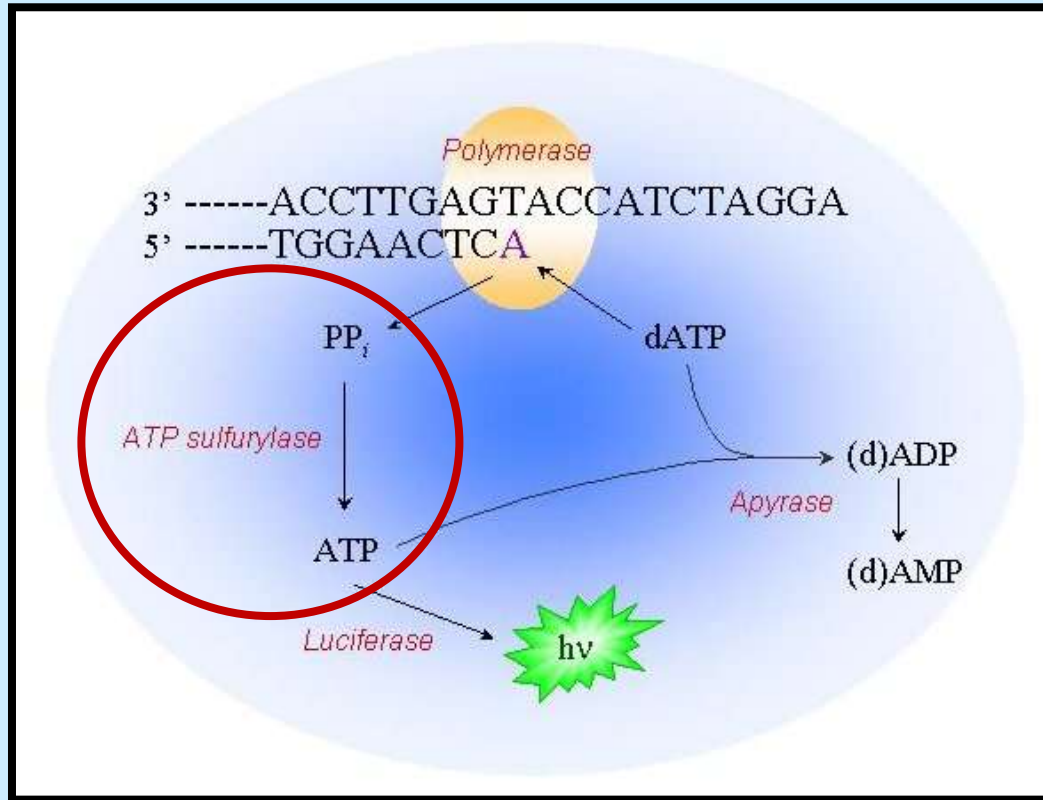 Polymerase
3’ ------ACCTTGAGTACCATCTAGGA
5’ ------TGGAACTCA
PPi
dATP
ATP sulfurylase
(d)ADP
Apyrase
ATP
(d)AMP
Luciferase
hν